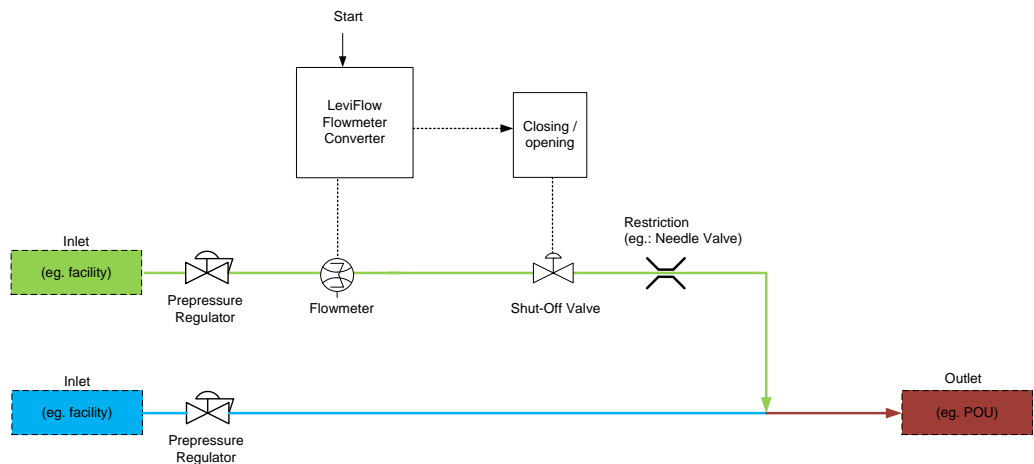 Start
LeviFlow
Flowmeter
Converter
Closing /
opening
Restriction
(eg.: Needle Valve)
Inlet
(eg. facility)
Prepressure
Regulator
Flowmeter
Shut-Off Valve
Inlet
(eg. facility)
Prepressure
Regulator
Outlet
(eg. POU)